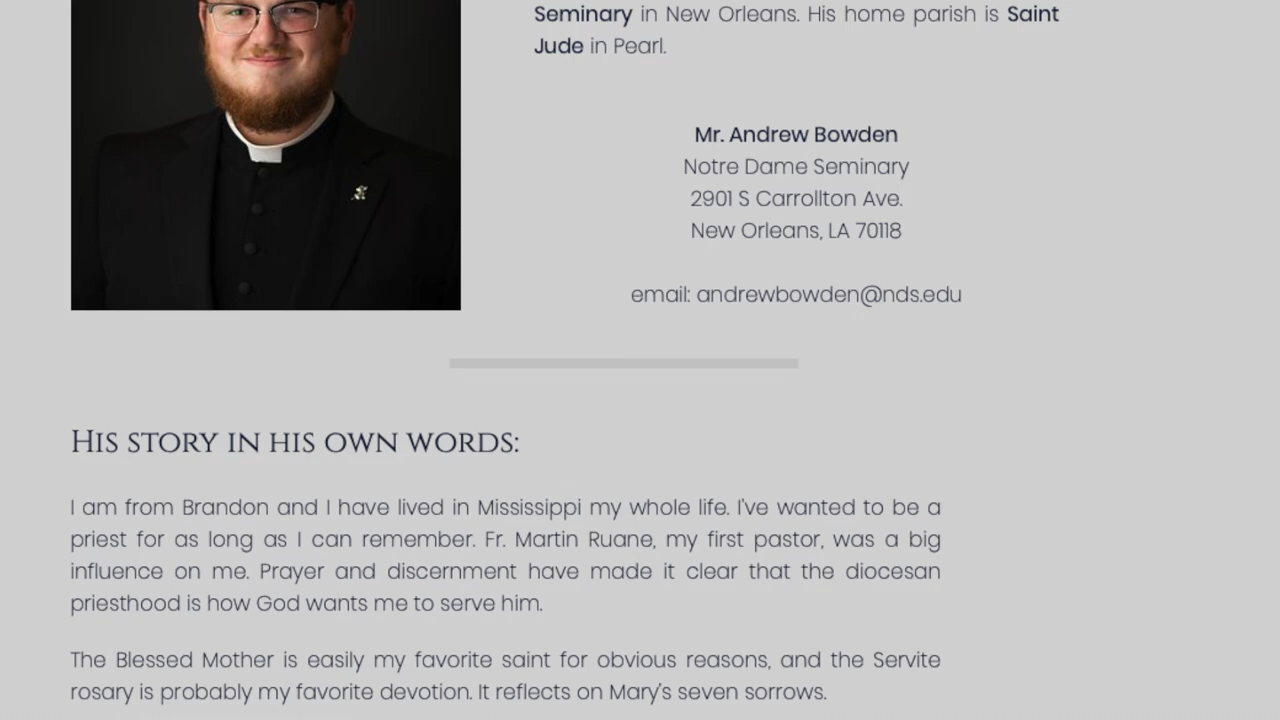 Seminary in New Orleans. His home parish is Saint
Jude in Pearl.
Mr. Andrew Bowden
Notre Dame Seminary
2901 S Carrollton Ave.
New Orleans, LA 70118
email: andrewbowden@nds.edu
His story in his own words:
I am from Brandon and I have lived in Mississippi my whole life. I've wanted to be a
priest for as long as I can remember. Fr. Martin Ruane, my first pastor, was a big
influence on me. Prayer and discernment have made it clear that the diocesan
priesthood is how God wants me to serve him.
The Blessed Mother is easily my favorite saint for obvious reasons, and the Servite
rosary is probably my favorite devotion. It reflects on Mary's seven sorrows.